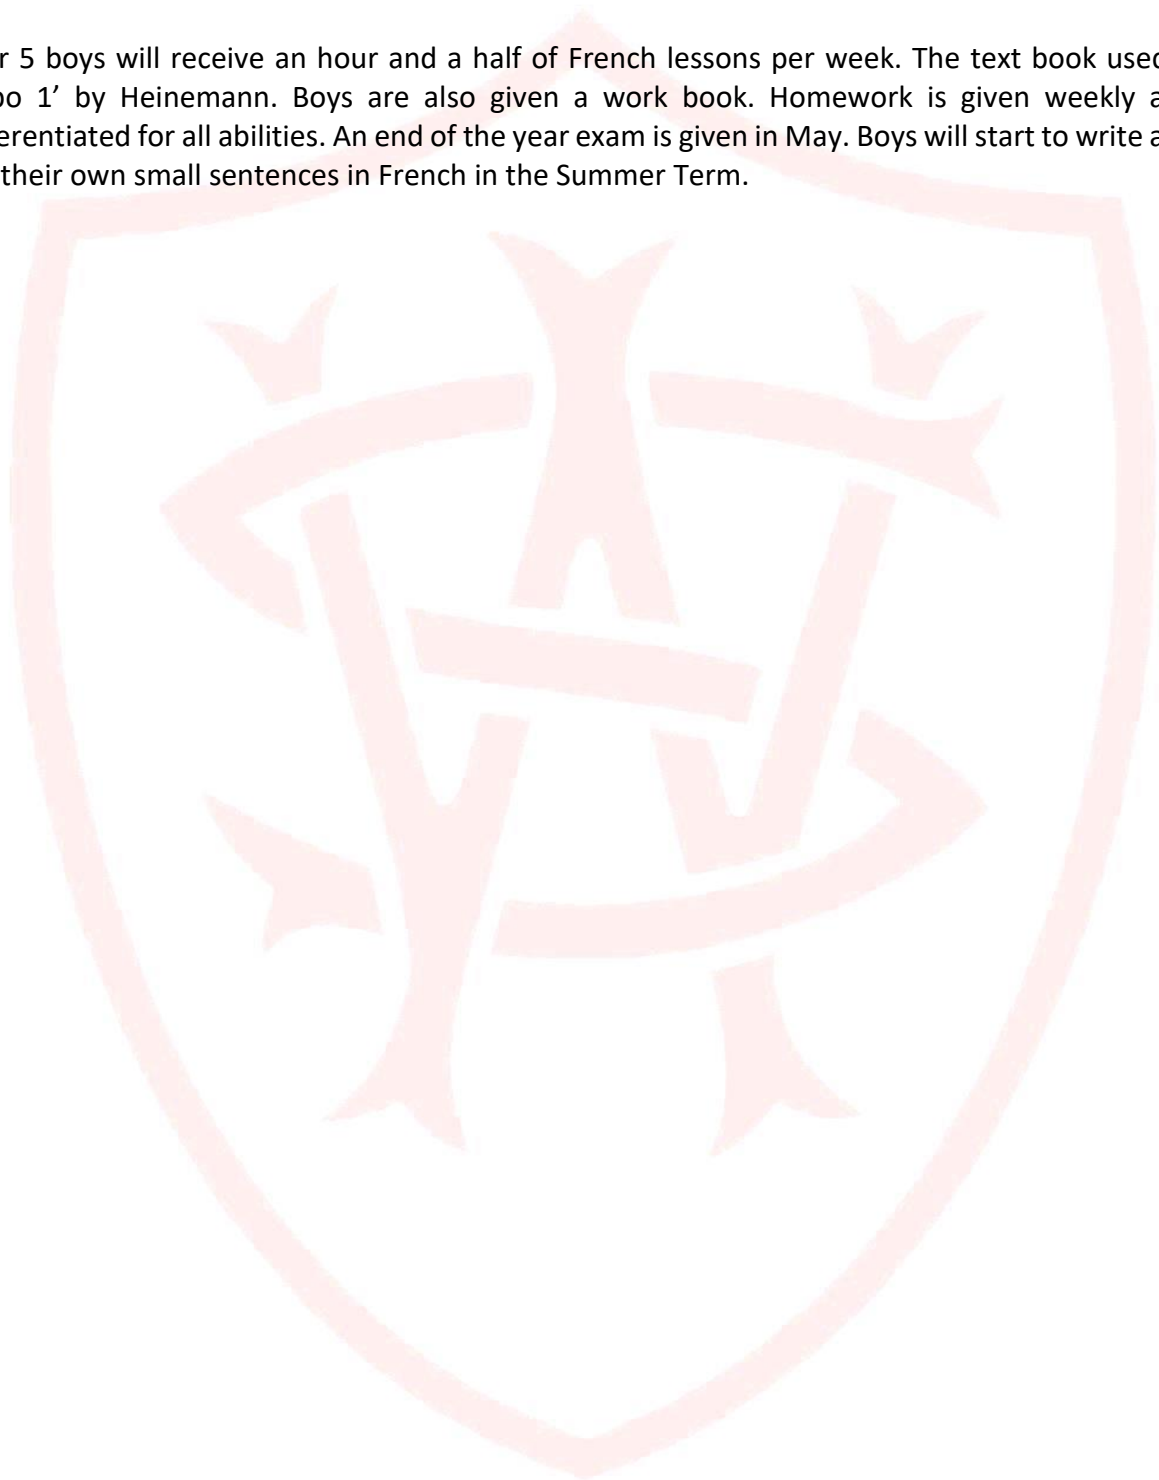 r 5 boys will receive an hour and a half of French lessons per week. The text book used
oo 1’ by Heinemann. Boys are also given a work book. Homework is given weekly a
erentiated for all abilities. An end of the year exam is given in May. Boys will start to write a
their own small sentences in French in the Summer Term.